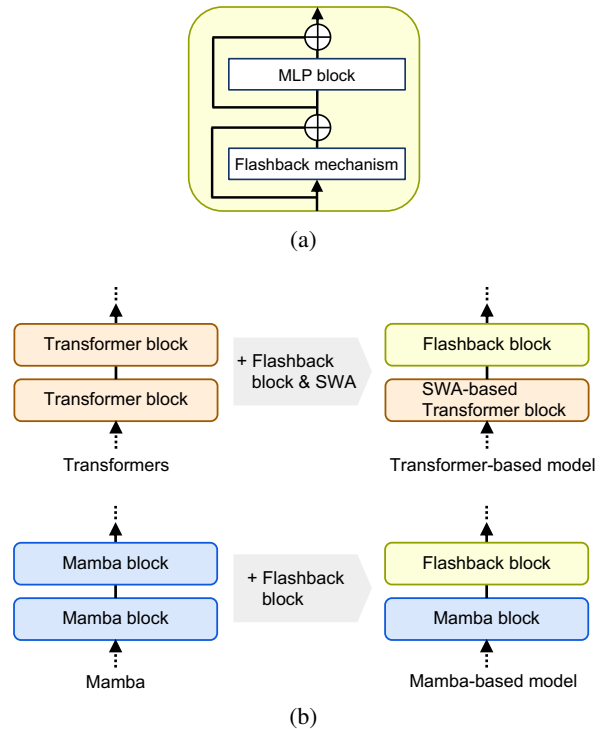 MLP block
Flashback mechanism
(a)
Transformer block
Transformer block
Transformers
+ Flashback
block & SWA
Flashback block
SWA-based
Transformer block
Transformer-based model
Mamba block
Mamba block
Mamba
+ Flashback
block
Flashback block
Mamba block
Mamba-based model
(b)